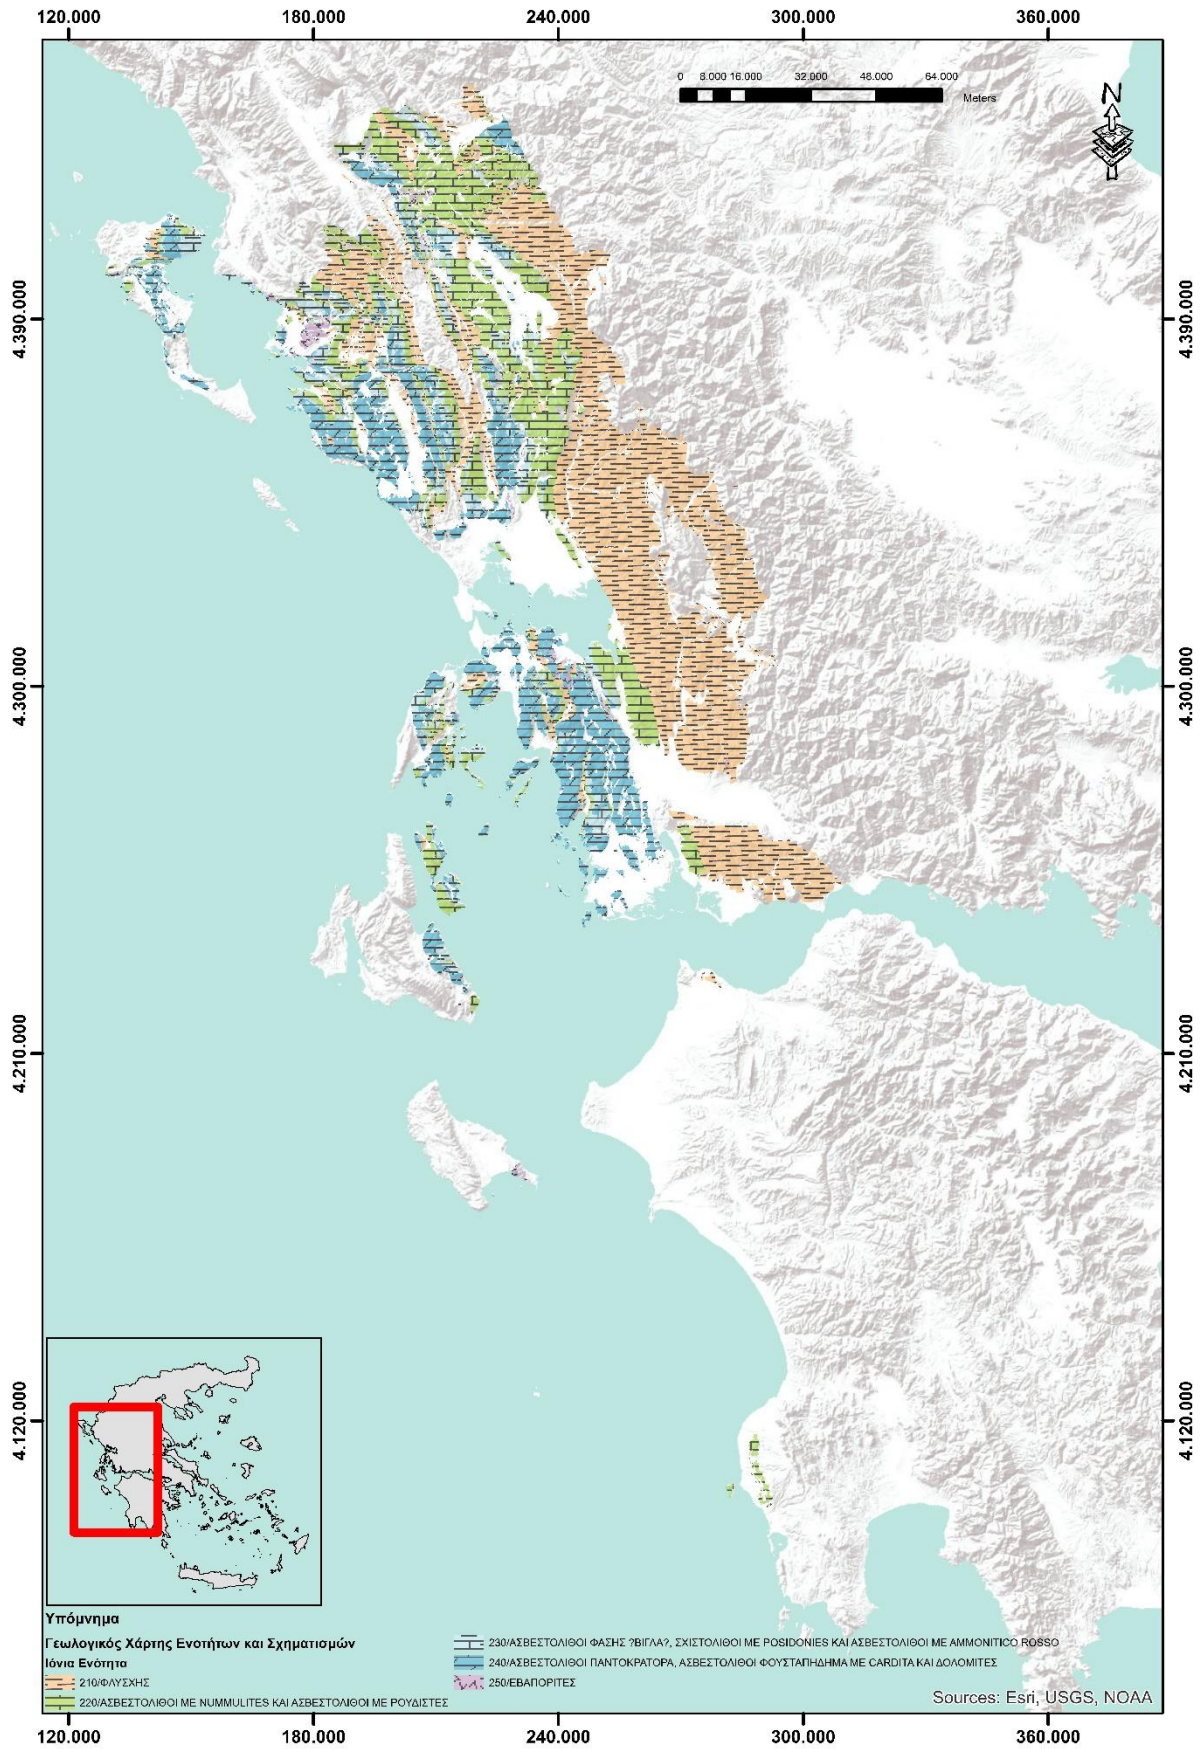 120.000 180.000 240.000 300.000 360.000
0 8.000 16.000 32.000 48.000 64.000
Meters
N
4.390.000 4.390.000
4.300.000 4.300.000
4.210.000 4.210.000
4.120.000 4.120.000
Υπόμνημα
Γεωλογικός Χάρτης Ενοτήτων και Σχηματισμών
Ιόνια Ενότητα
210/ΦΛΥΣΧΗΣ
220/ΑΣΒΕΣΤΟΛΙΘΟΙ ΜΕ NUMMULITES ΚΑΙ ΑΣΒΕΣΤΟΛΙΘΟΙ ΜΕ ΡΟΥΔΙΣΤΕΣ
230/ΑΣΒΕΣΤΟΛΙΘΟΙ ΦΑΣΗΣ ?ΒΙΓΛΑ?, ΣΧΙΣΤΟΛΙΘΟΙ ΜΕ POSIDONIES ΚΑΙ ΑΣΒΕΣΤΟΛΙΘΟΙ ΜΕ AMMONITICO ROSSO
240/ΑΣΒΕΣΤΟΛΙΘΟΙ ΠΑΝΤΟΚΡΑΤΟΡΑ, ΑΣΒΕΣΤΟΛΙΘΟΙ ΦΟΥΣΤΑΠΗΔΗΜΑ ΜΕ CARDITA ΚΑΙ ΔΟΛΟΜΙΤΕΣ
250/ΕΒΑΠΟΡΙΤΕΣ
Sources: Esri, USGS, NOAA
120.000 180.000 240.000 300.000 360.000